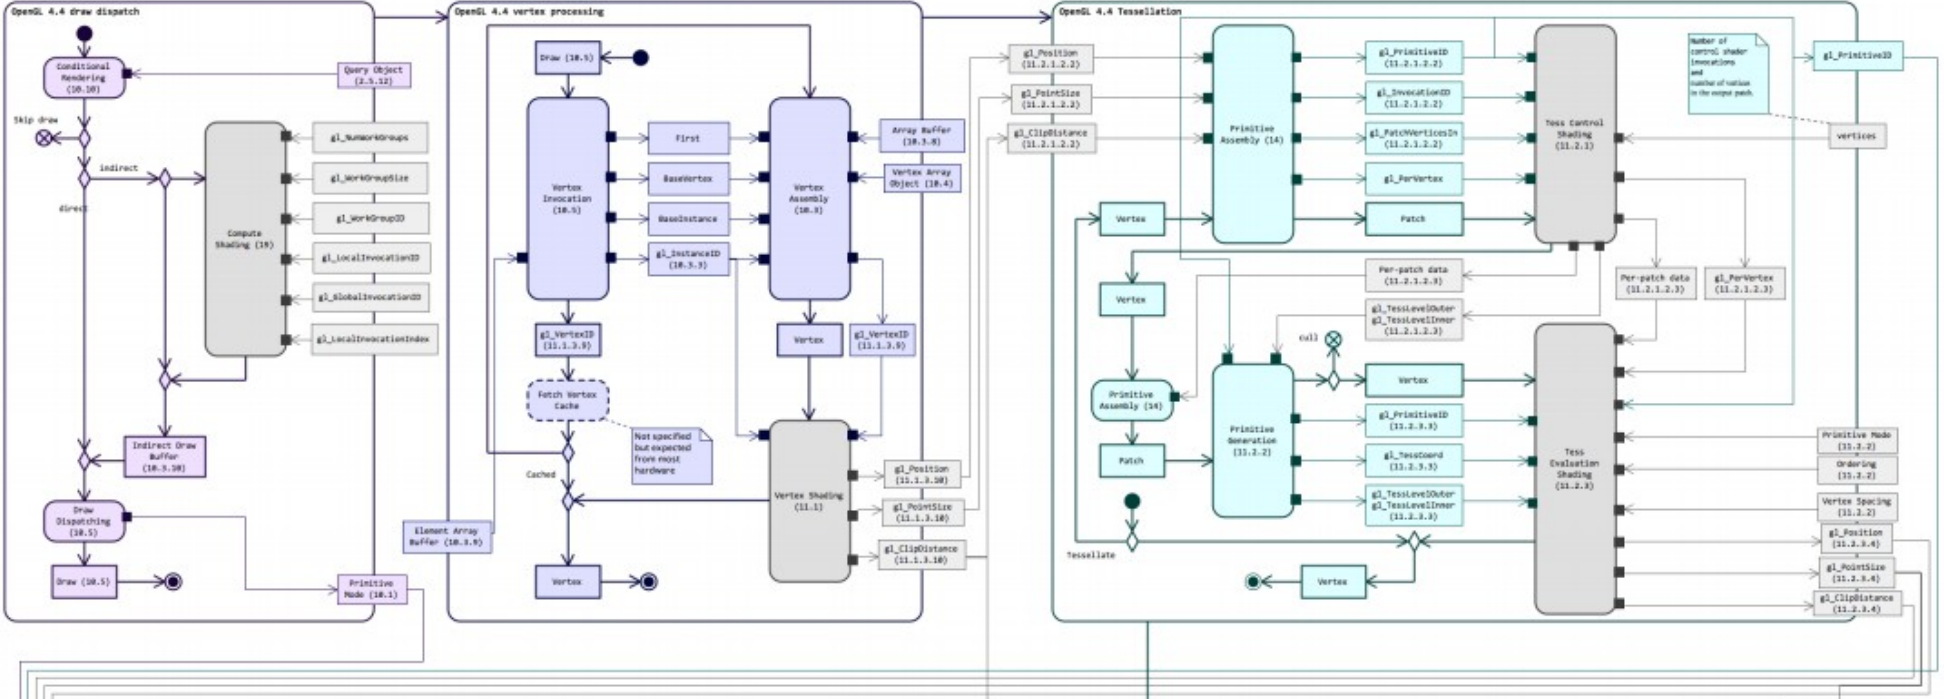 OpenGL 4.4 draw dispatch
Conditional
Rendering
(10.10)
Query Object
(2.5.12)
Skip draw
indirect
direct
Compute
Shading (19)
gl_NumWorkGroups
gl_WorkGroupSize
gl_WorkGroupID
gl_LocalInvocationID
gl_GlobalInvocationID
gl_LocalInvocationIndex
Indirect Draw
Buffer
(10.3.10)
Draw
Dispatching
(10.5)
Draw (10.5)
Primitive
Mode (10.1)
OpenGL 4.4 vertex processing
Draw (10.5)
Vertex
Invocation
(10.5)
First
BaseVertex
BaseInstance
gl_InstanceID
(10.3.3)
Vertex
Assembly
(10.3)
Array Buffer
(10.3.8)
Vertex Array
Object (10.4)
gl_VertexID
(11.1.3.9)
Vertex
gl_VertexID
(11.1.3.9)
Fetch Vertex
Cache
Not specified
but expected
from most
hardware
Cached
Vertex Shading
(11.1)
gl_Position
(11.1.3.10)
gl_PointSize
(11.1.3.10)
gl_ClipDistance
(11.1.3.10)
Element Array
Buffer (10.3.9)
Vertex
OpenGL 4.4 Tessellation
gl_Position
(11.2.1.2.2)
gl_PointSize
(11.2.1.2.2)
gl_ClipDistance
(11.2.1.2.2)
Primitive
Assembly (14)
gl_PrimitiveID
(11.2.1.2.2)
gl_InvocationID
(11.2.1.2.2)
gl_PatchVerticesIn
(11.2.1.2.2)
gl_PerVertex
Patch
Tess Control
Shading
(11.2.1)
Number of
control shader
invocations
and
number of vertices
in the output patch.
gl_PrimitiveID
vertices
Vertex
Vertex
Per-patch data
(11.2.1.2.3)
gl_TessLevelOuter
gl_TessLevelInner
(11.2.1.2.3)
Per-patch data
(11.2.1.2.3)
gl_PerVertex
(11.2.1.2.3)
cull
Primitive
Assembly (14)
Patch
Primitive
Generation
(11.2.2)
Vertex
gl_PrimitiveID
(11.2.3.3)
gl_TessCoord
(11.2.3.3)
gl_TessLevelOuter
gl_TessLevelInner
(11.2.3.3)
Tess
Evaluation
Shading
(11.2.3)
Primitive Mode
(11.2.2)
Ordering
(11.2.2)
Vertex Spacing
(11.2.2)
gl_Position
(11.2.3.4)
gl_PointSize
(11.2.3.4)
gl_ClipDistance
(11.2.3.4)
Tessellate
Vertex